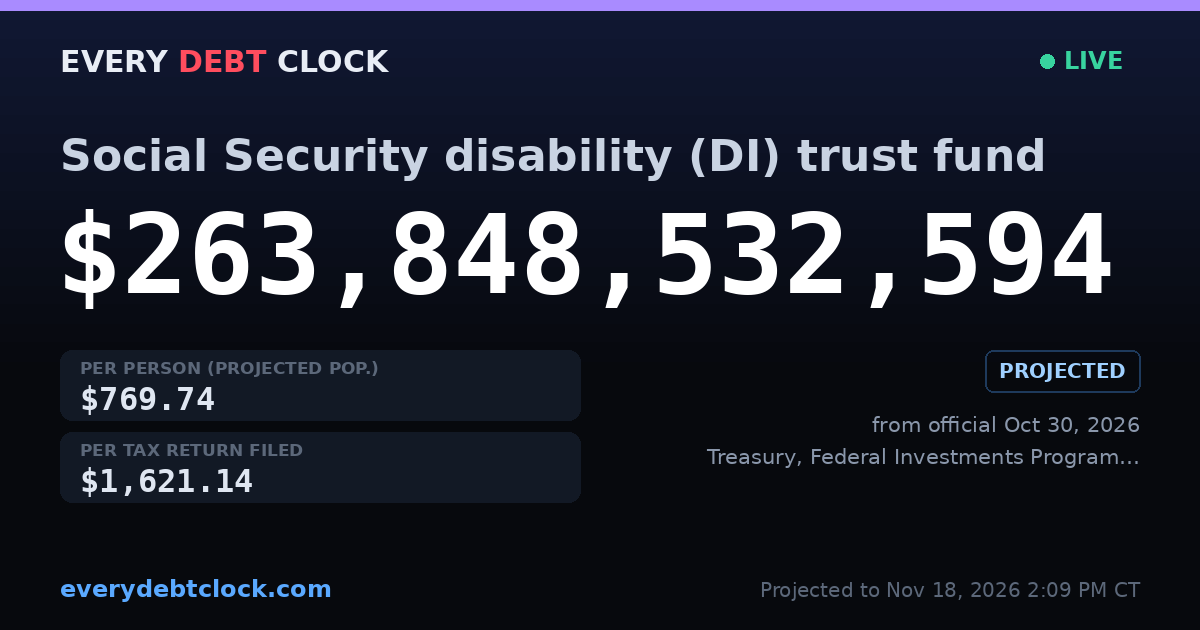 EVERY DEBT CLOCK
LIVE
Social Security disability (DI) trust fund
$263,848,532,594
PER PERSON (PROJECTED POP.)
$769.74
PER TAX RETURN FILED
$1,621.14
PROJECTED
from official Oct 30, 2026
Treasury, Federal Investments Program...
everydebtclock.com
Projected to Nov 18, 2026 2:09 PM CT